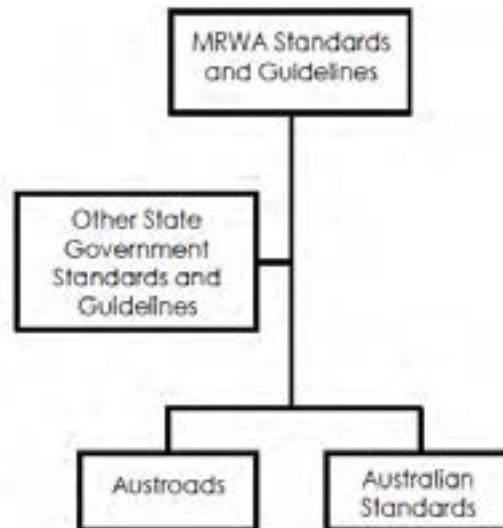 MRWA Standards
and Guidelines
Other State
Government
Standards and
Guidelines
Austroads
Australian
Standards